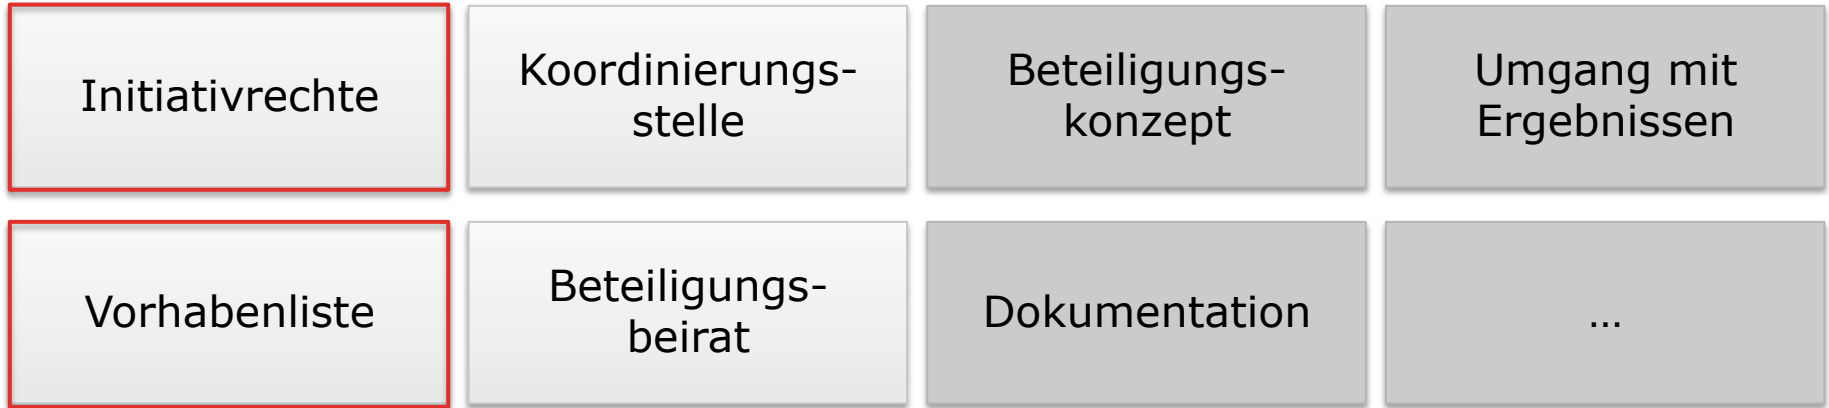 Initiativrechte
Koordinierungs-
stelle
Beteiligungs-
konzept
Umgang mit
Ergebnissen
Vorhabenliste
Beteiligungs-
beirat
Dokumentation
…